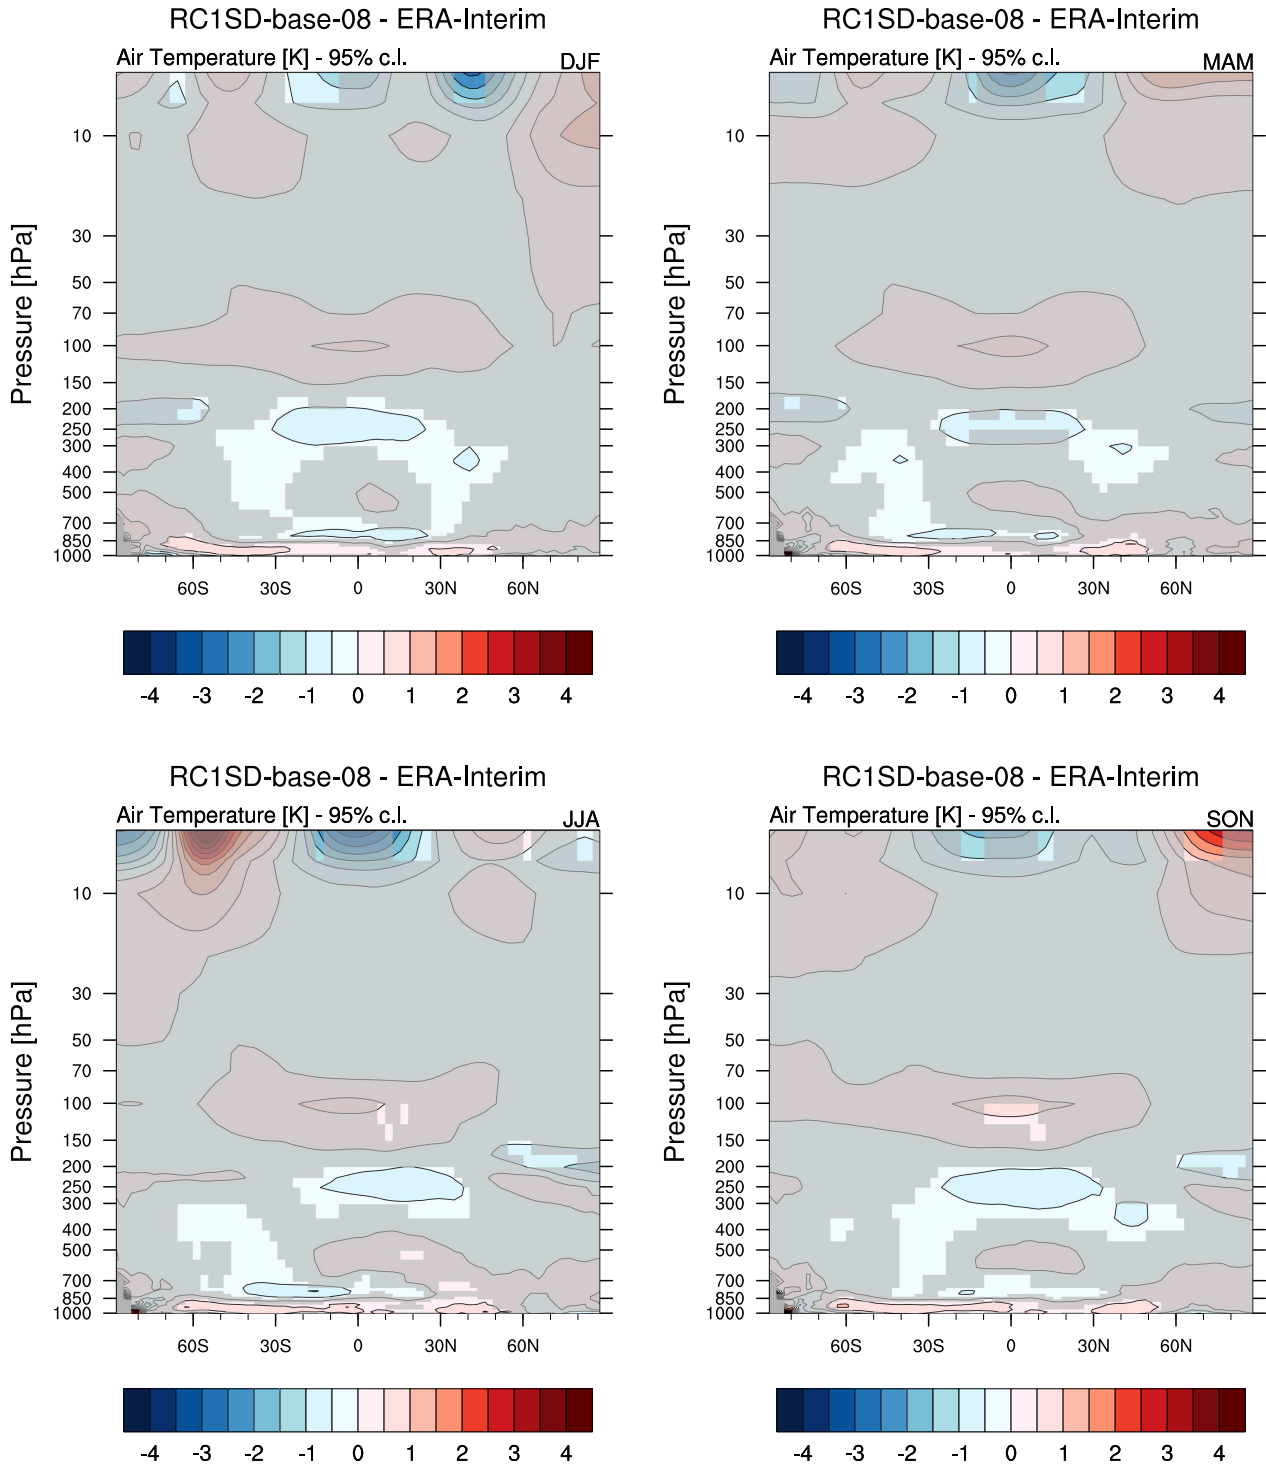 RC1SD-base-08 - ERA-Interim
Air Temperature [K] - 95% c.l.
DJF
Pressure [hPa]
10
30
50
70
100
150
200
250
300
400
500
700
850
1000
60S 30S 0 30N 60N
-4 -3 -2 -1 0 1 2 3 4
RC1SD-base-08 - ERA-Interim
Air Temperature [K] - 95% c.l.
MAM
Pressure [hPa]
10
30
50
70
100
150
200
250
300
400
500
700
850
1000
60S 30S 0 30N 60N
-4 -3 -2 -1 0 1 2 3 4
RC1SD-base-08 - ERA-Interim
Air Temperature [K] - 95% c.l.
JJA
Pressure [hPa]
10
30
50
70
100
150
200
250
300
400
500
700
850
1000
60S 30S 0 30N 60N
-4 -3 -2 -1 0 1 2 3 4
RC1SD-base-08 - ERA-Interim
Air Temperature [K] - 95% c.l.
SON
Pressure [hPa]
10
30
50
70
100
150
200
250
300
400
500
700
850
1000
60S 30S 0 30N 60N
-4 -3 -2 -1 0 1 2 3 4